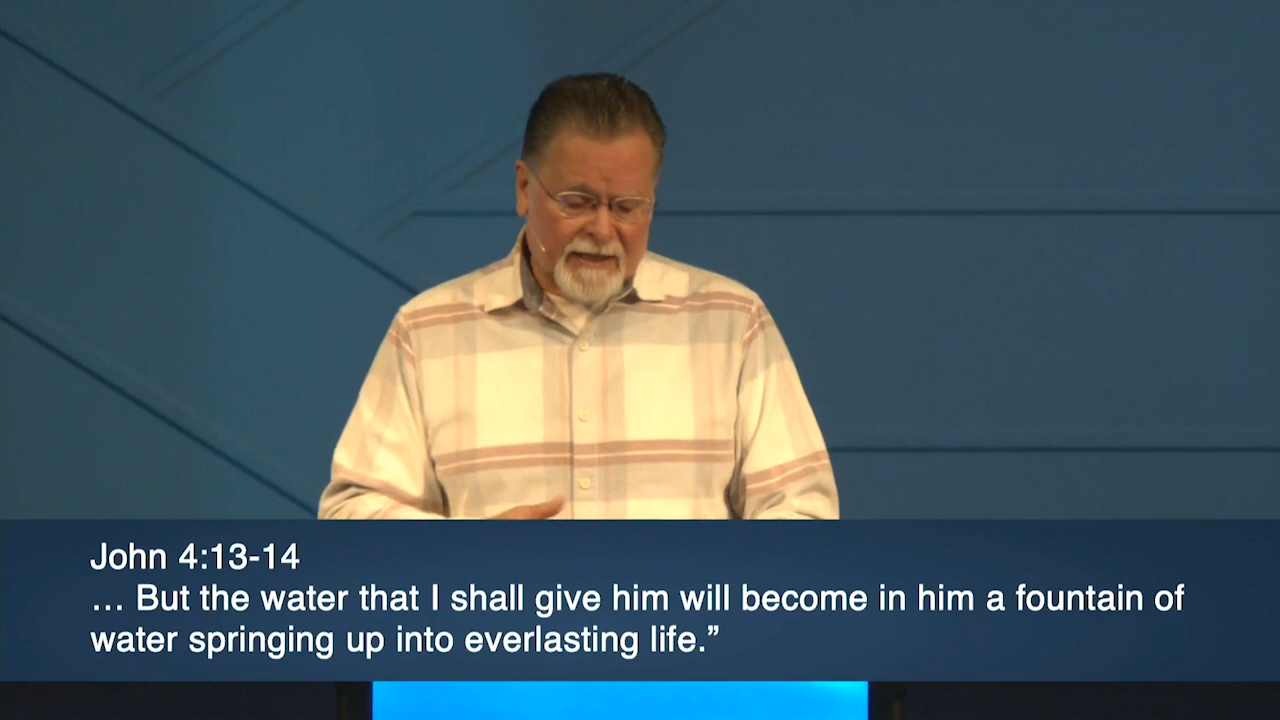 John 4:13-14
… But the water that I shall give him will become in him a fountain of
water springing up into everlasting life.”